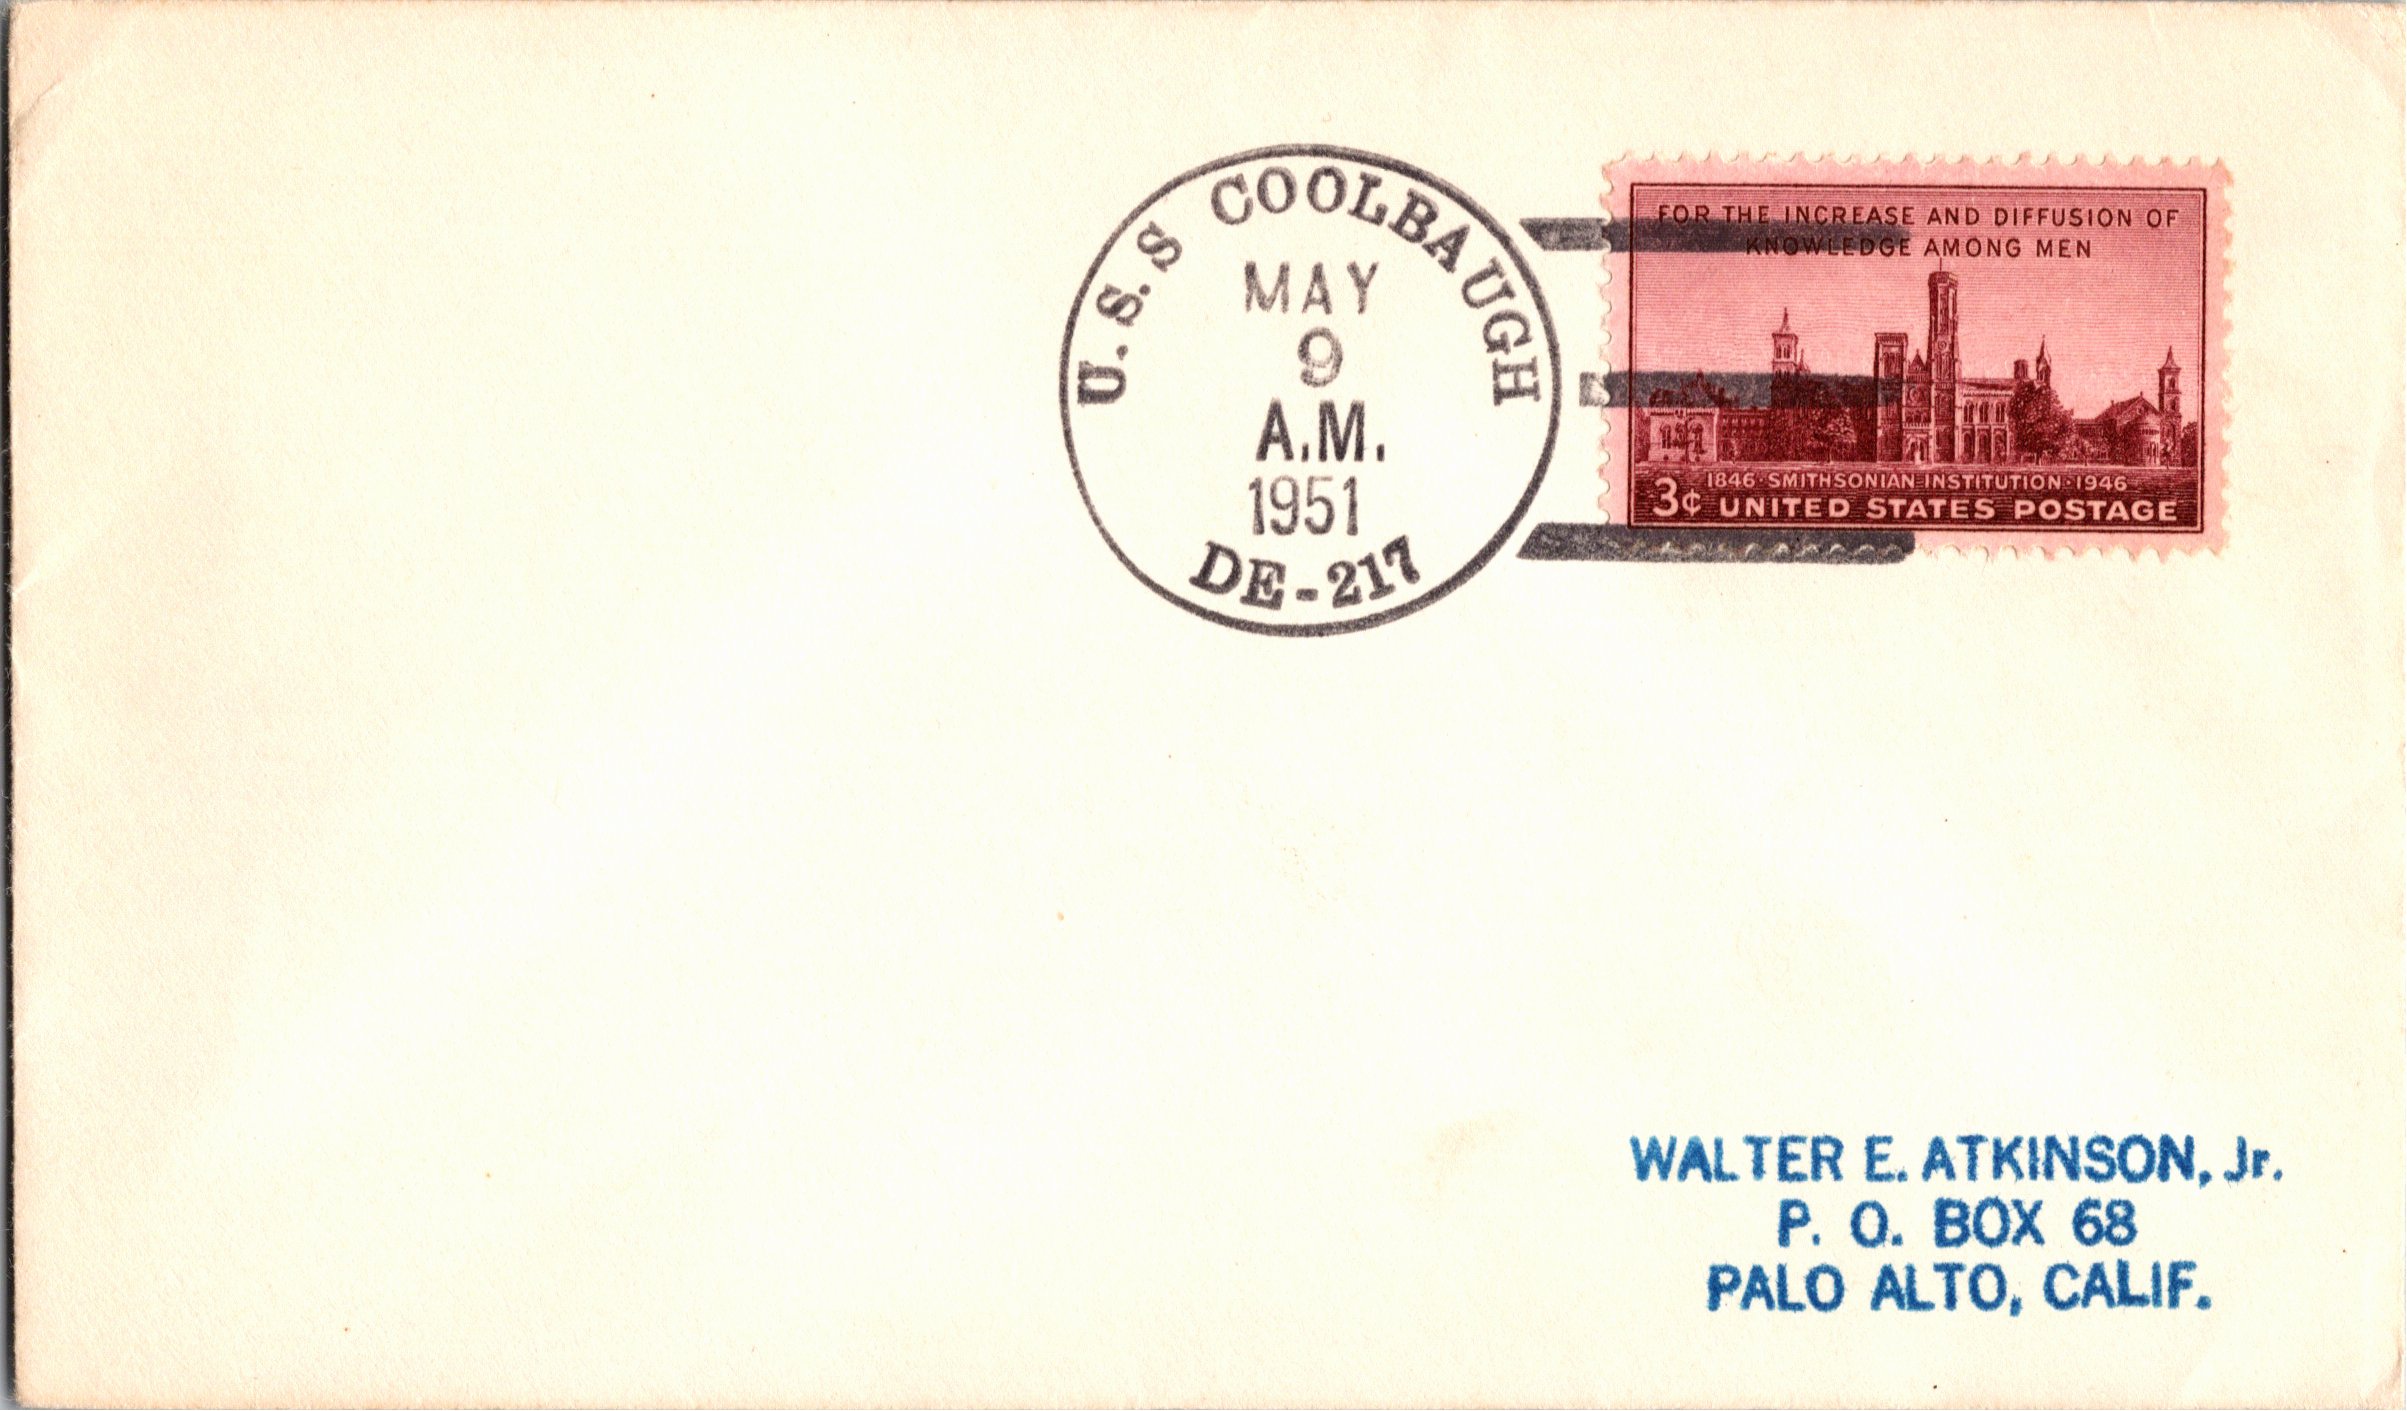 U.S.S COOLBAUGH
MAY
9
A.M.
1951
DE-217
FOR THE INCREASE AND DIFFUSION OF
KNOWLEDGE AMONG MEN
1846·SMITHSONIAN INSTITUTION·1946
3¢ UNITED STATES POSTAGE
WALTER E. ATKINSON, Jr.
P. O. BOX 68
PALO ALTO, CALIF.